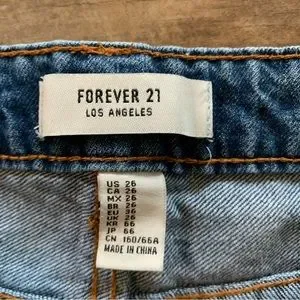 FOREVER 21
LOS ANGELES
US 26
CA 26
MX 26
BR 36
EU 36
UK 26
KR 66
JP 66
CN 160/66A
MADE IN CHINA